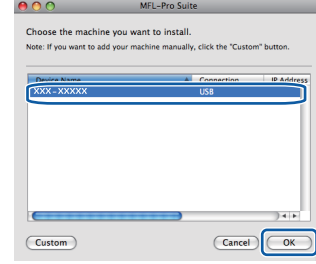 MFL-Pro Suite
Choose the machine you want to install.
Note: If you want to add your machine manually, click the "Custom" button.
Device Name Connection IP Address
XXX-XXXXX USB
Custom Cancel OK